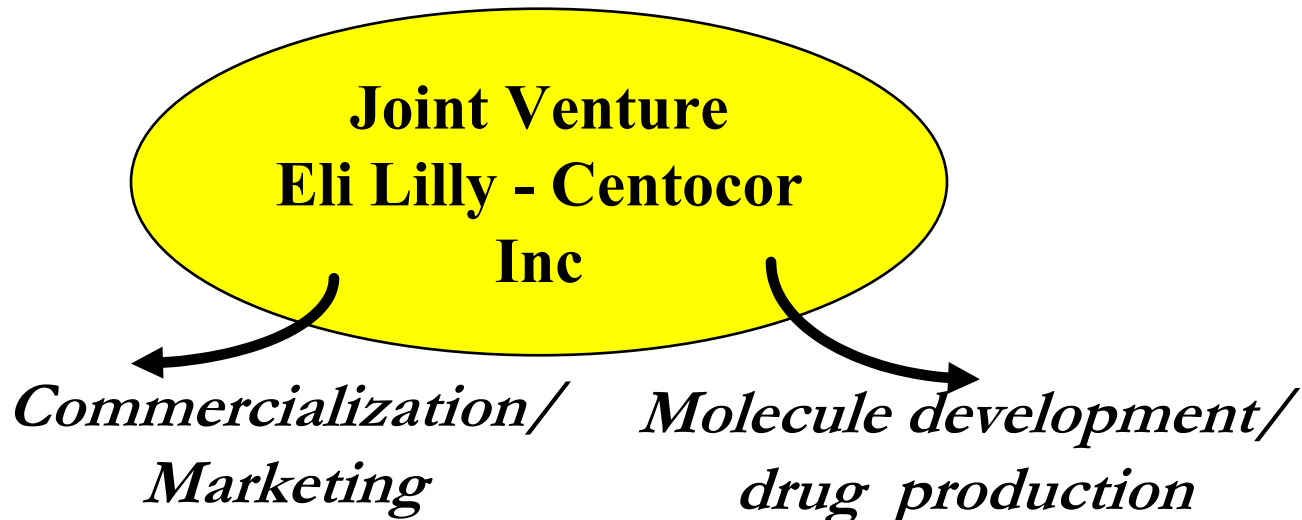 Joint Venture
Eli Lilly - Centocor
Inc
Commercialization/
Marketing
Molecule development/
drug production